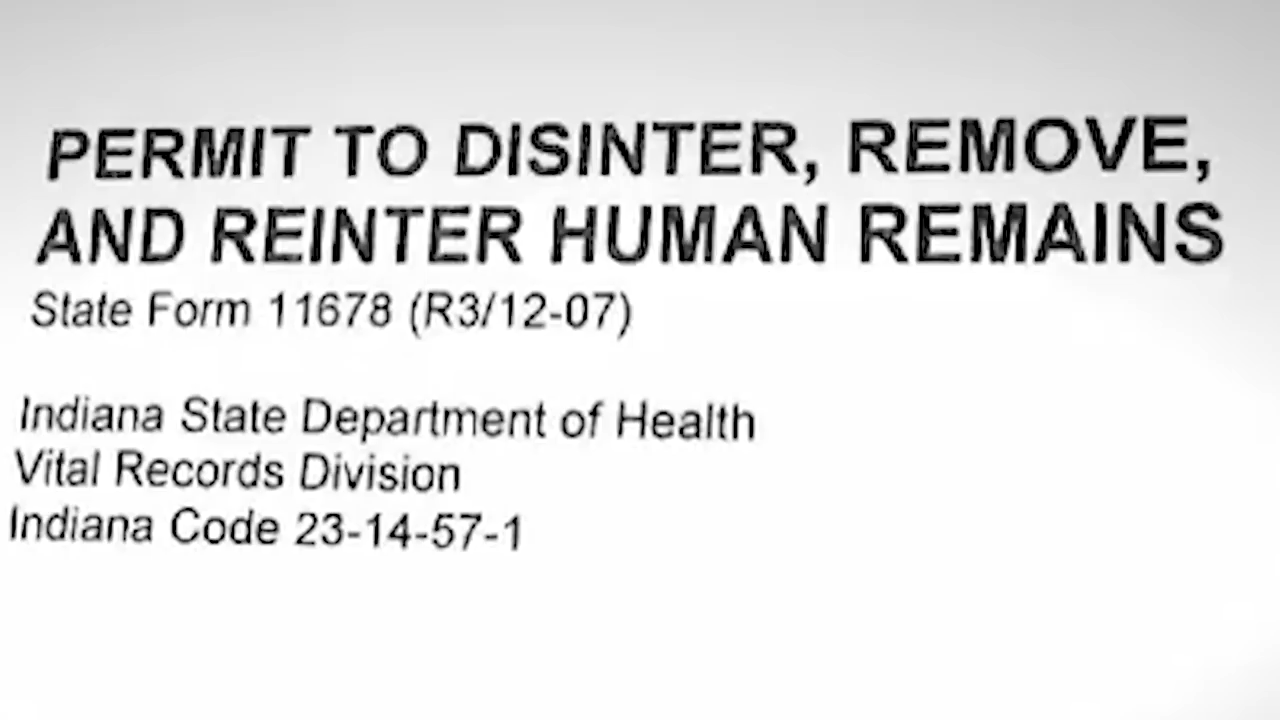 PERMIT TO DISINTER, REMOVE,
AND REINTER HUMAN REMAINS
State Form 11678 (R3/12-07)
Indiana State Department of Health
Vital Records Division
Indiana Code 23-14-57-1